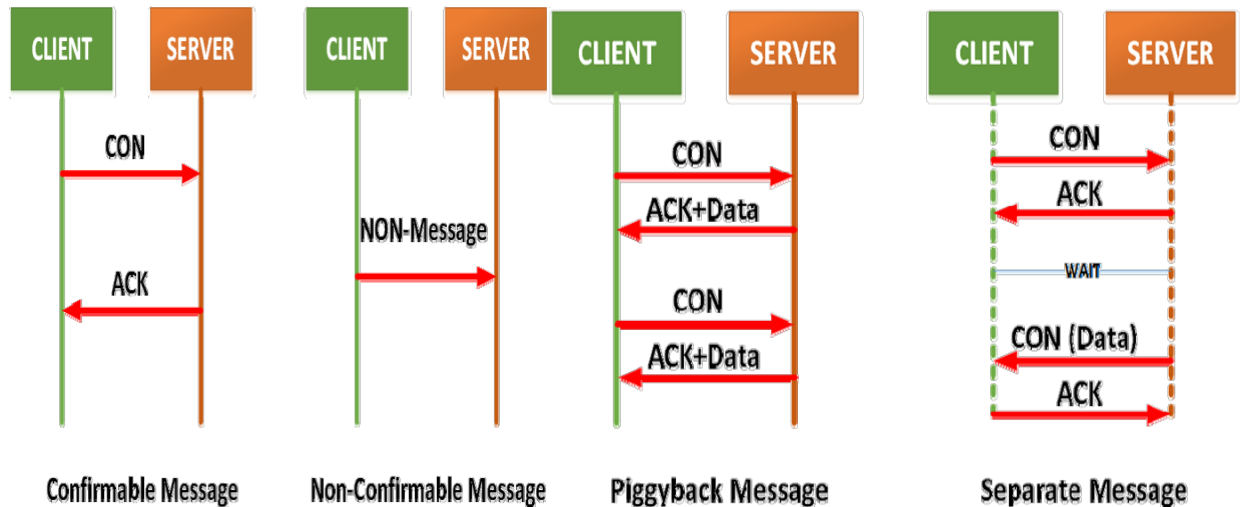 CLIENT SERVER CLIENT SERVER CLIENT SERVER CLIENT SERVER
CON
ACK
NON-Message
CON
ACK+Data
CON
ACK+Data
CON
ACK
WAIT
CON (Data)
ACK
Confirmable Message Non-Confirmable Message Piggyback Message Separate Message